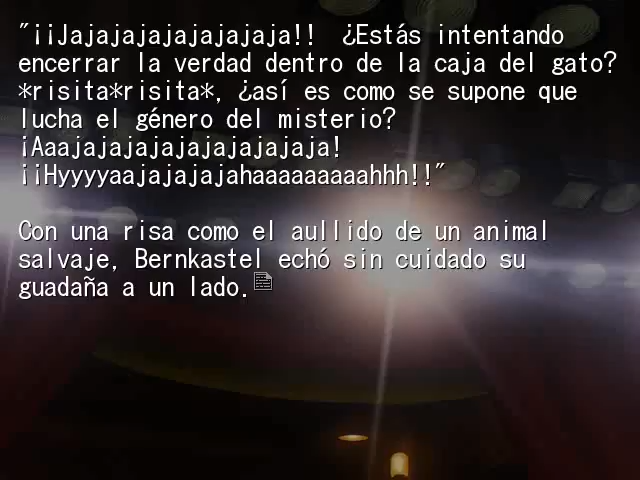 "¡¡Jajajajajajajajaja!!  ¿Estás intentando
encerrar la verdad dentro de la caja del gato?
*risita*risita*, ¿así es como se supone que
lucha el género del misterio?
¡Aaajajajajajajajajajaja!
¡¡Hyyyyaajajajajahaaaaaaaaahhh!!"
Con una risa como el aullido de un animal
salvaje, Bernkastel echó sin cuidado su
guadaña a un lado.